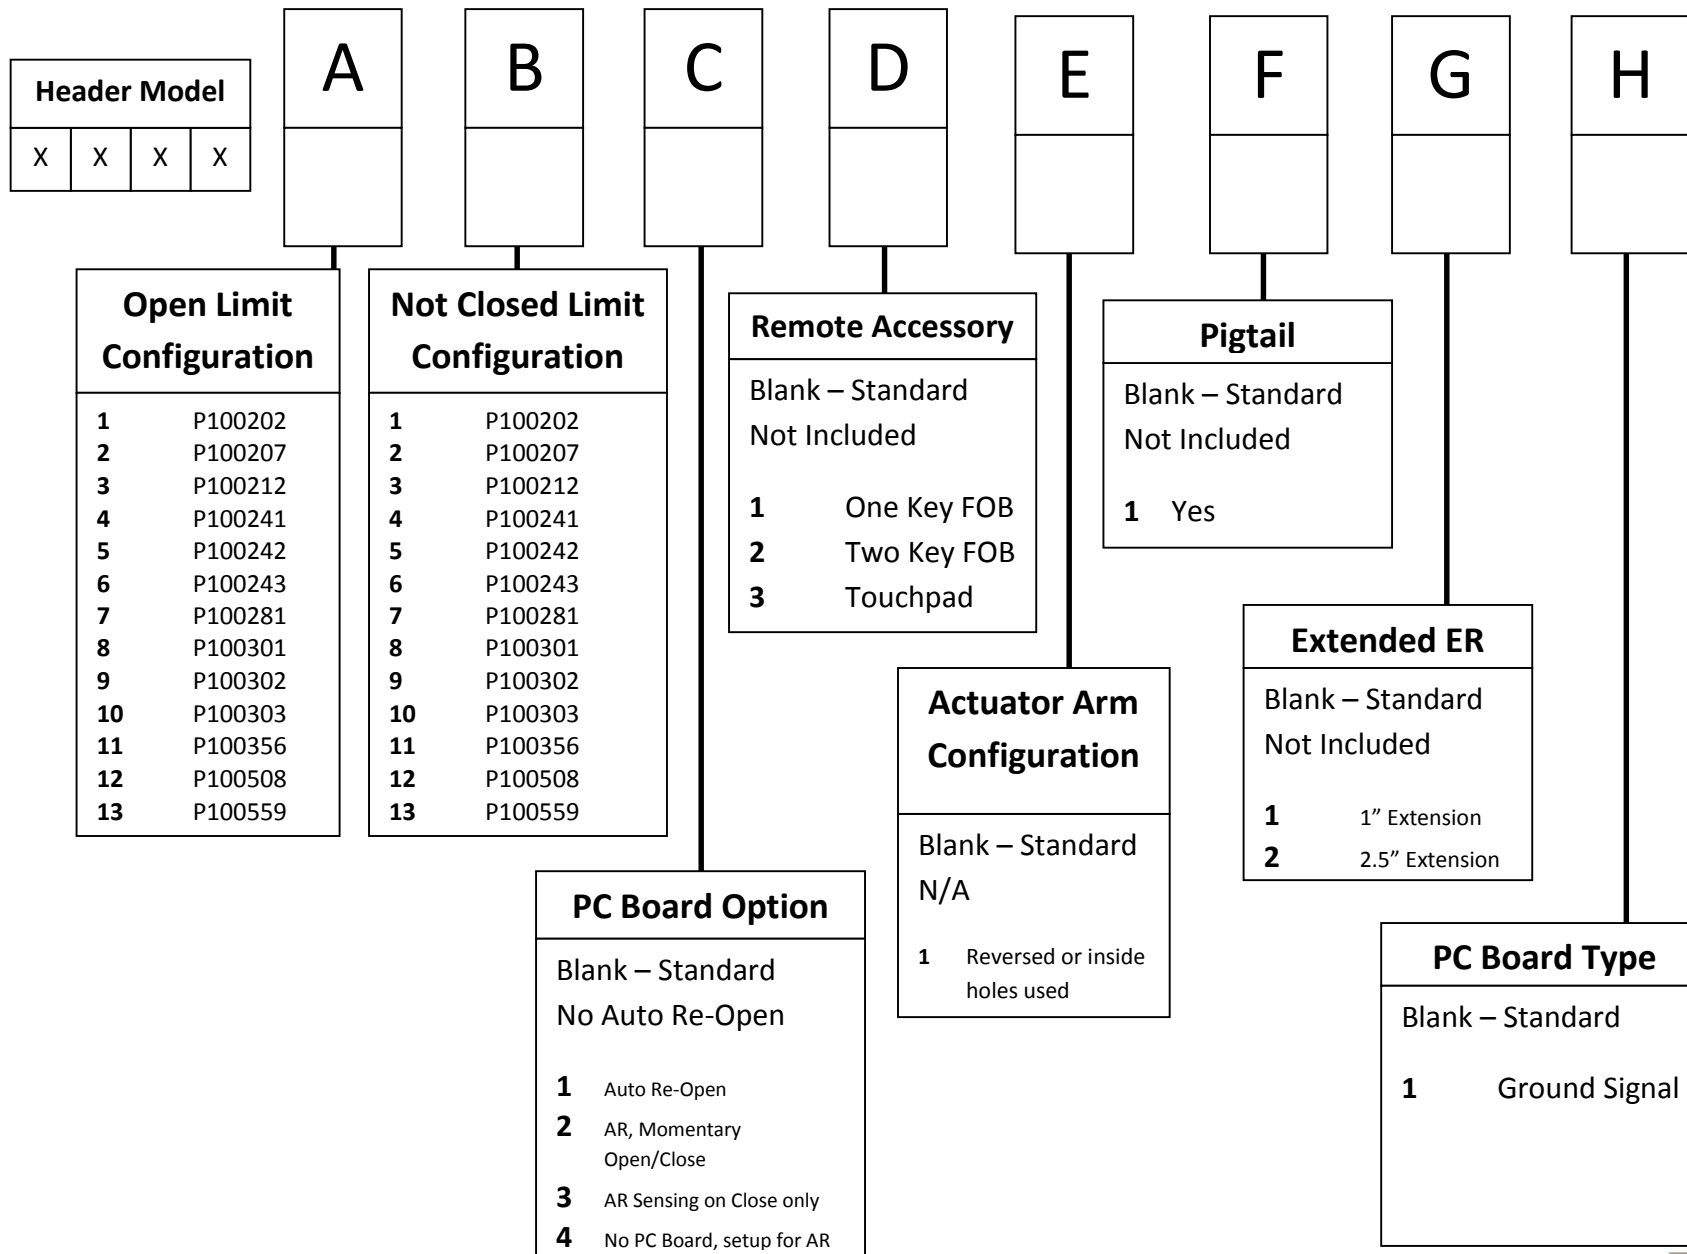 Header Model
X X X X
A B C D E F G H
Open Limit
Configuration
1 P100202
2 P100207
3 P100212
4 P100241
5 P100242
6 P100243
7 P100281
8 P100301
9 P100302
10 P100303
11 P100356
12 P100508
13 P100559
Not Closed Limit
Configuration
1 P100202
2 P100207
3 P100212
4 P100241
5 P100242
6 P100243
7 P100281
8 P100301
9 P100302
10 P100303
11 P100356
12 P100508
13 P100559
PC Board Option
Blank – Standard
No Auto Re-Open
1 Auto Re-Open
2 AR, Momentary
Open/Close
3 AR Sensing on Close only
4 No PC Board, setup for AR
Remote Accessory
Blank – Standard
Not Included
1 One Key FOB
2 Two Key FOB
3 Touchpad
Actuator Arm
Configuration
Blank – Standard
N/A
1 Reversed or inside
holes used
Pigtail
Blank – Standard
Not Included
1 Yes
Extended ER
Blank – Standard
Not Included
1 1” Extension
2 2.5” Extension
PC Board Type
Blank – Standard
1 Ground Signal